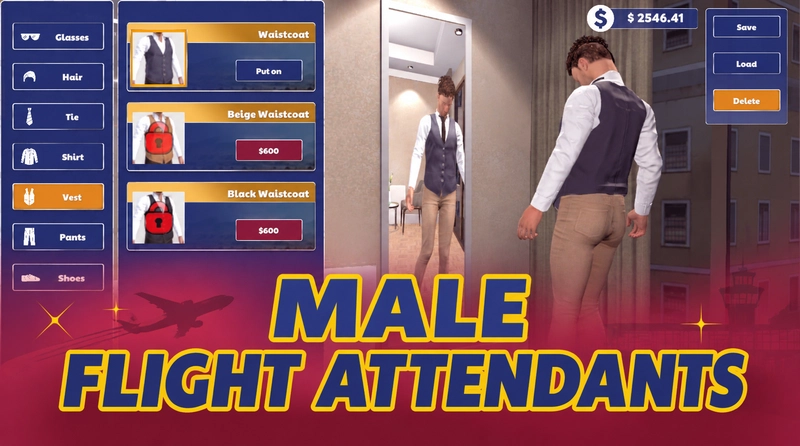 Glasses
Hair
Tie
Shirt
Vest
Pants
Shoes
Waistcoat
Put on
Beige Waistcoat
$600
Black Waistcoat
$600
$ $ 2546.41
Save
Load
Delete
MALE
FLIGHT ATTENDANTS